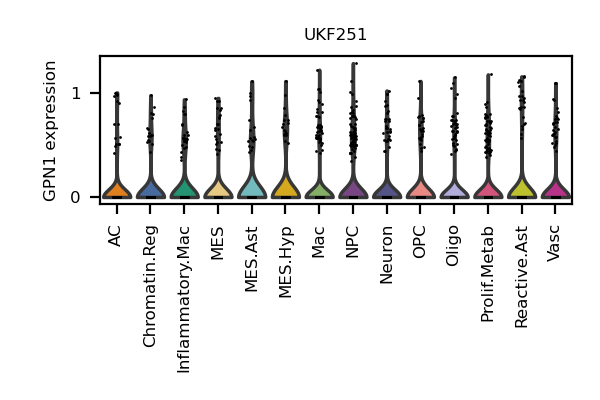 UKF251
GPN1 expression
1
0
AC
Chromatin.Reg
Inflammatory.Mac
MES
MES.Ast
MES.Hyp
Mac
NPC
Neuron
OPC
Oligo
Prolif.Metab
Reactive.Ast
Vasc